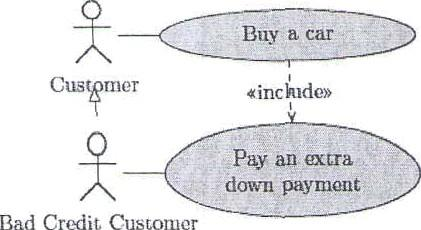 Buy a car
Customer
«include»
Pay an extra
down payment
Bad Credit Customer